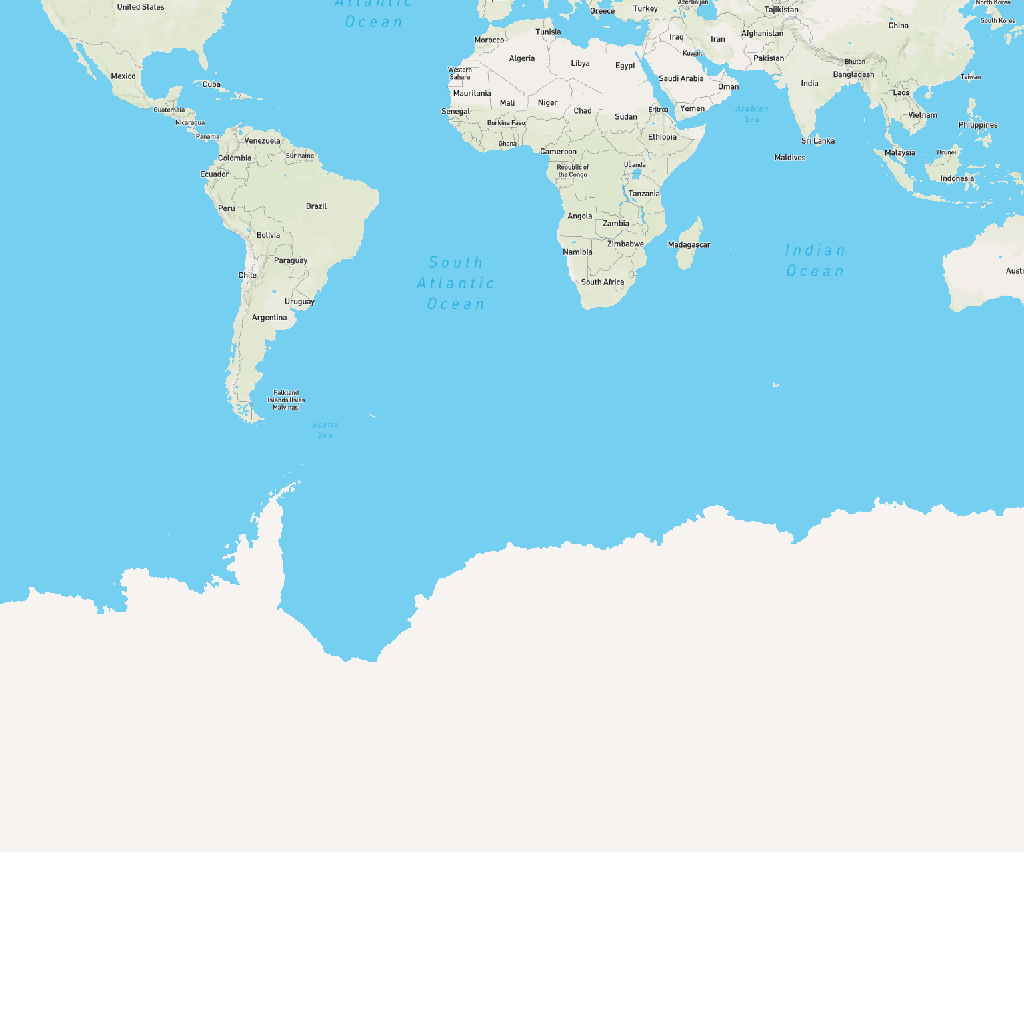 Atlantic
Ocean
United States
Greece
Turkey
Azerbaijan
Tajikistan
China
North Korea
South Korea
Tunisia
Morocco
Iraq
Iran
Afghanistan
Algeria
Libya
Egypt
Kuwait
Pakistan
Bhutan
Mexico
Cuba
Western
Sahara
Saudi Arabia
Oman
India
Bangladesh
Taiwan
Mauritania
Mali
Niger
Chad
Laos
Guatemala
Senegal
Sudan
Eritrea
Yemen
Arabian
Sea
Vietnam
Nicaragua
Burkina Faso
Philippines
Panama
Venezuela
Ghana
Ethiopia
Sri Lanka
Colombia
Suriname
Cameroon
Maldives
Malaysia
Brunei
Ecuador
Republic of
the Congo
Uganda
Indonesia
Peru
Brazil
Tanzania
Angola
Zambia
Bolivia
Zimbabwe
Madagascar
Namibia
Indian
Ocean
Paraguay
South
Atlantic
Ocean
Chile
South Africa
Aust
Uruguay
Argentina
Falkland
Islands Islas
Malvinas
Scotia
Sea